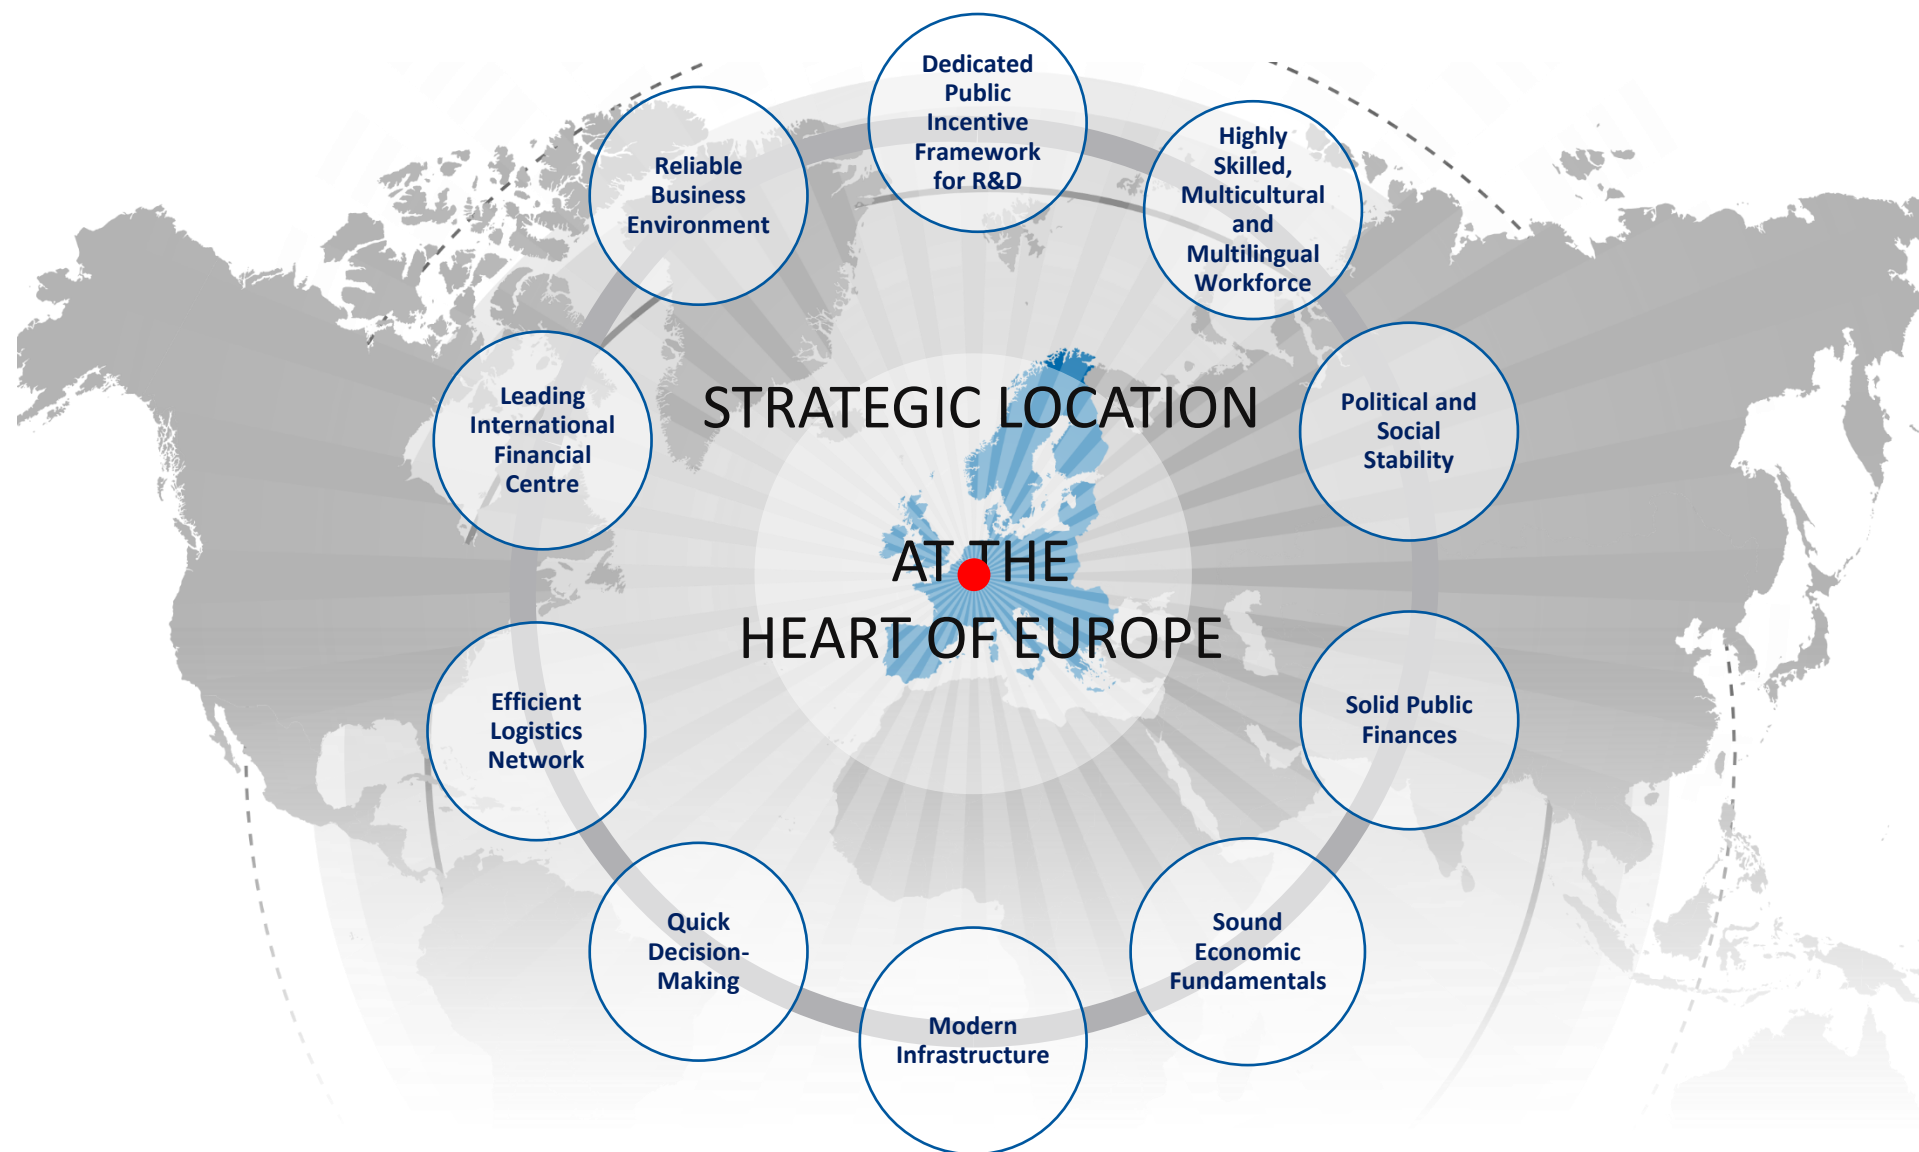 Dedicated
Public
Incentive
Framework
for R&D
Highly
Skilled,
Multicultural
and
Multilingual
Workforce
Political and
Social
Stability
Solid Public
Finances
Sound
Economic
Fundamentals
Modern
Infrastructure
Quick
Decision-
Making
Efficient
Logistics
Network
Leading
International
Financial
Centre
Reliable
Business
Environment
STRATEGIC LOCATION
AT THE
HEART OF EUROPE